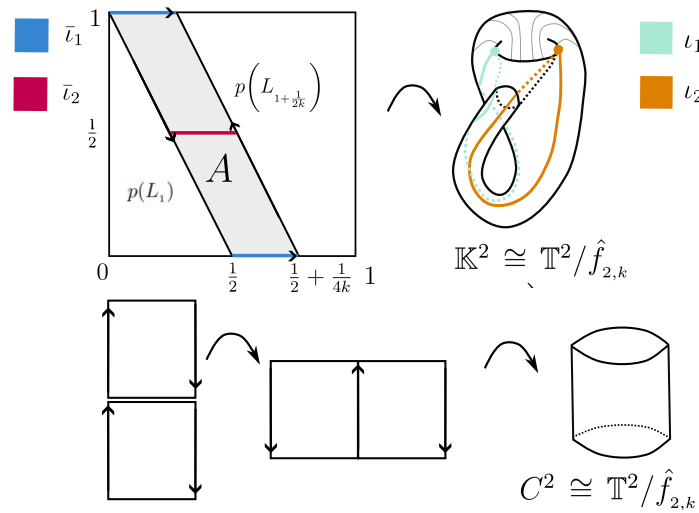 ῑ₁
ῑ₂
1
1/2
0
1/2
1/2 + 1/4k
1
p(L₁)
p(L_{1+1/2k})
A
ι₁
ι₂
𝕂² ≅ 𝕋²/f̂_{2,k}
C² ≅ 𝕋²/f̂_{2,k}